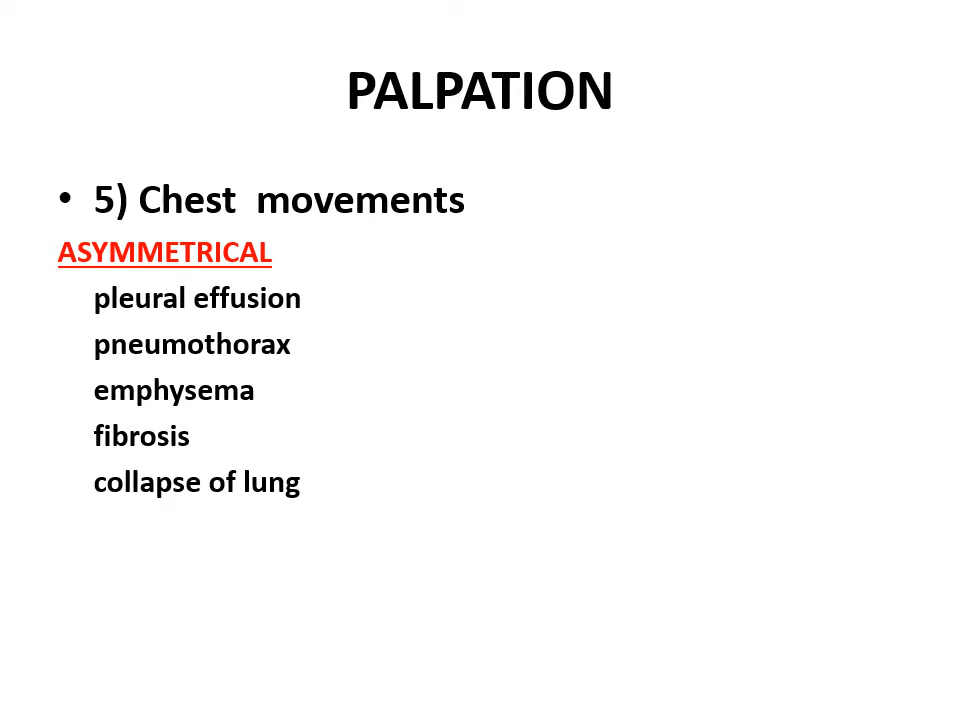 PALPATION
• 5) Chest  movements
ASYMMETRICAL
pleural effusion
pneumothorax
emphysema
fibrosis
collapse of lung